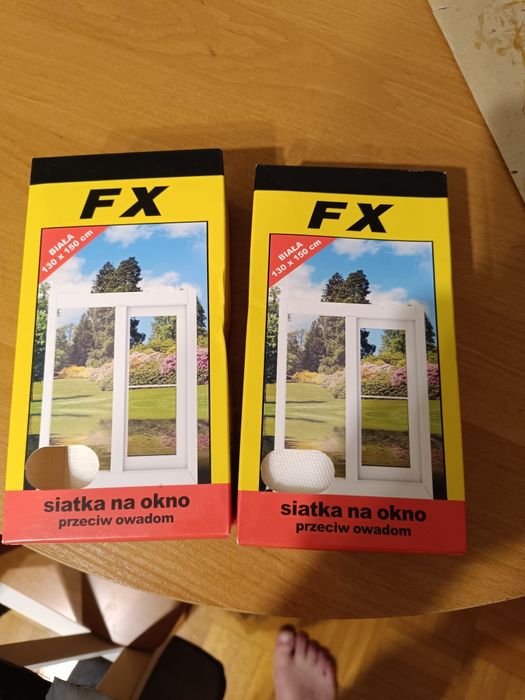 FX
BIAŁA
130 x 150 cm
siatka na okno
przeciw owadom
FX
BIAŁA
130 x 150 cm
siatka na okno
przeciw owadom